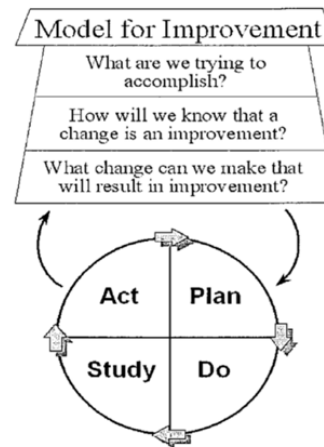 Model for Improvement
What are we trying to
accomplish?
How will we know that a
change is an improvement?
What change can we make that
will result in improvement?
Act
Plan
Study
Do